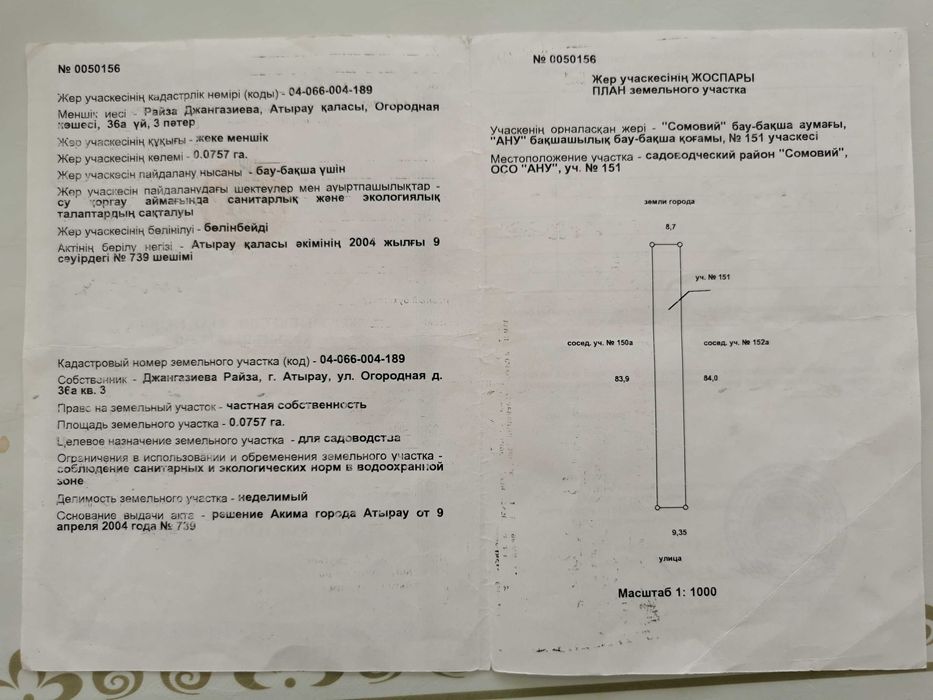 № 0050156
Жер учаскесінің кадастрлік нөмірі (коды) - 04-066-004-189
Меншік иесі - Райза Джангазиева, Атырау қаласы, Огородная
көшесі, 36а үй, 3 пәтер
Жер учаскесінің құқығы - жеке меншік
Жер учаскесінің көлемі - 0.0757 га.
Жер учаскесін пайдалану нысаны - бау-бақша үшін
Жер учаскесін пайдаланудағы шектеулер мен ауыртпашылықтар -
су қорғау аймағында санитарлық және экологиялық
талаптардың сақталуы
Жер учаскесінің бөлінілуі - бөлінбейді
Актінің берілу негізі - Атырау қаласы әкімінің 2004 жылғы 9
сәуірдегі № 739 шешімі
Кадастровый номер земельного участка (код) - 04-066-004-189
Собственник - Джангазиева Райза, г. Атырау, ул. Огородная д.
36а кв. 3
Право на земельный участок - частная собственность
Площадь земельного участка - 0.0757 га.
Целевое назначение земельного участка - для садоводства
Ограничения в использовании и обременения земельного участка -
соблюдение санитарных и экологических норм в водоохранной
зоне
Делимость земельного участка - неделимый
Основание выдачи акта - решение Акима города Атырау от 9
апреля 2004 года № 739
№ 0050156
Жер учаскесінің ЖОСПАРЫ
ПЛАН земельного участка
Учаскенің орналасқан жері - "Сомовий" бау-бақша аумағы,
"АНУ" бақшашылық бау-бақша қоғамы, № 151 учаскесі
Местоположение участка - садоводческий район "Сомовий",
ОСО "АНУ", уч. № 151
земли города
8,7
уч. № 151
сосед. уч. № 150а
сосед. уч. № 152а
83,9
84,0
9,35
улица
Масштаб 1: 1000